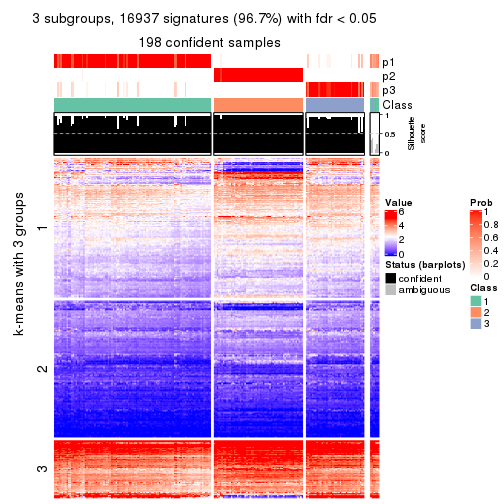 3 subgroups, 16937 signatures (96.7%) with fdr < 0.05
198 confident samples
p1
p2
p3
Class
1
0.5
0
Silhouette
score
k-means with 3 groups
1
2
3
Value
6
4
2
0
Status (barplots)
confident
ambiguous
Prob
1
0.8
0.6
0.4
0.2
0
Class
1
2
3